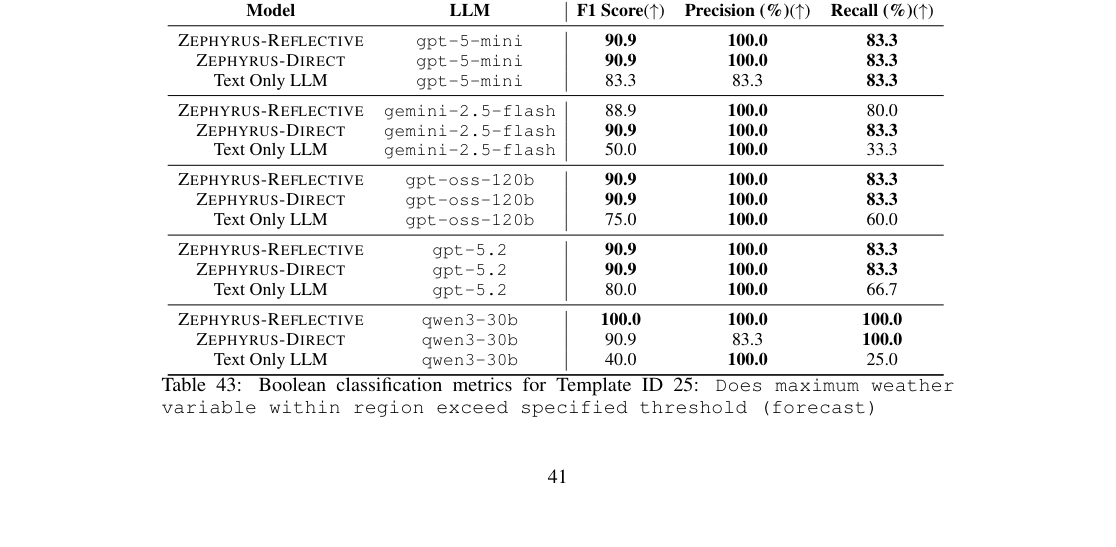 Model LLM F1 Score(↑) Precision (%)(↑) Recall (%)(↑)
ZEPHYRUS-REFLECTIVE gpt-5-mini 90.9 100.0 83.3
ZEPHYRUS-DIRECT gpt-5-mini 90.9 100.0 83.3
Text Only LLM gpt-5-mini 83.3 83.3 83.3
ZEPHYRUS-REFLECTIVE gemini-2.5-flash 88.9 100.0 80.0
ZEPHYRUS-DIRECT gemini-2.5-flash 90.9 100.0 83.3
Text Only LLM gemini-2.5-flash 50.0 100.0 33.3
ZEPHYRUS-REFLECTIVE gpt-oss-120b 90.9 100.0 83.3
ZEPHYRUS-DIRECT gpt-oss-120b 90.9 100.0 83.3
Text Only LLM gpt-oss-120b 75.0 100.0 60.0
ZEPHYRUS-REFLECTIVE gpt-5.2 90.9 100.0 83.3
ZEPHYRUS-DIRECT gpt-5.2 90.9 100.0 83.3
Text Only LLM gpt-5.2 80.0 100.0 66.7
ZEPHYRUS-REFLECTIVE qwen3-30b 100.0 100.0 100.0
ZEPHYRUS-DIRECT qwen3-30b 90.9 83.3 100.0
Text Only LLM qwen3-30b 40.0 100.0 25.0
Table 43: Boolean classification metrics for Template ID 25: Does maximum weather
variable within region exceed specified threshold (forecast)
41